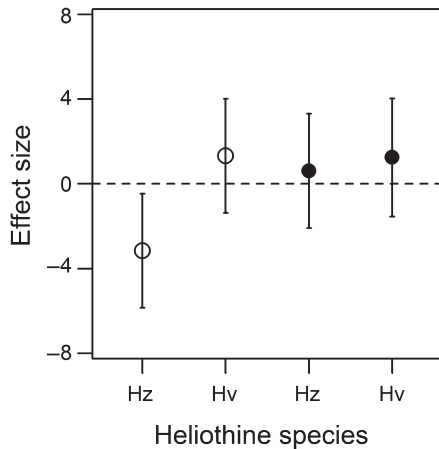 Effect size
8
4
0
–4
–8
Hz Hv Hz Hv
Heliothine species